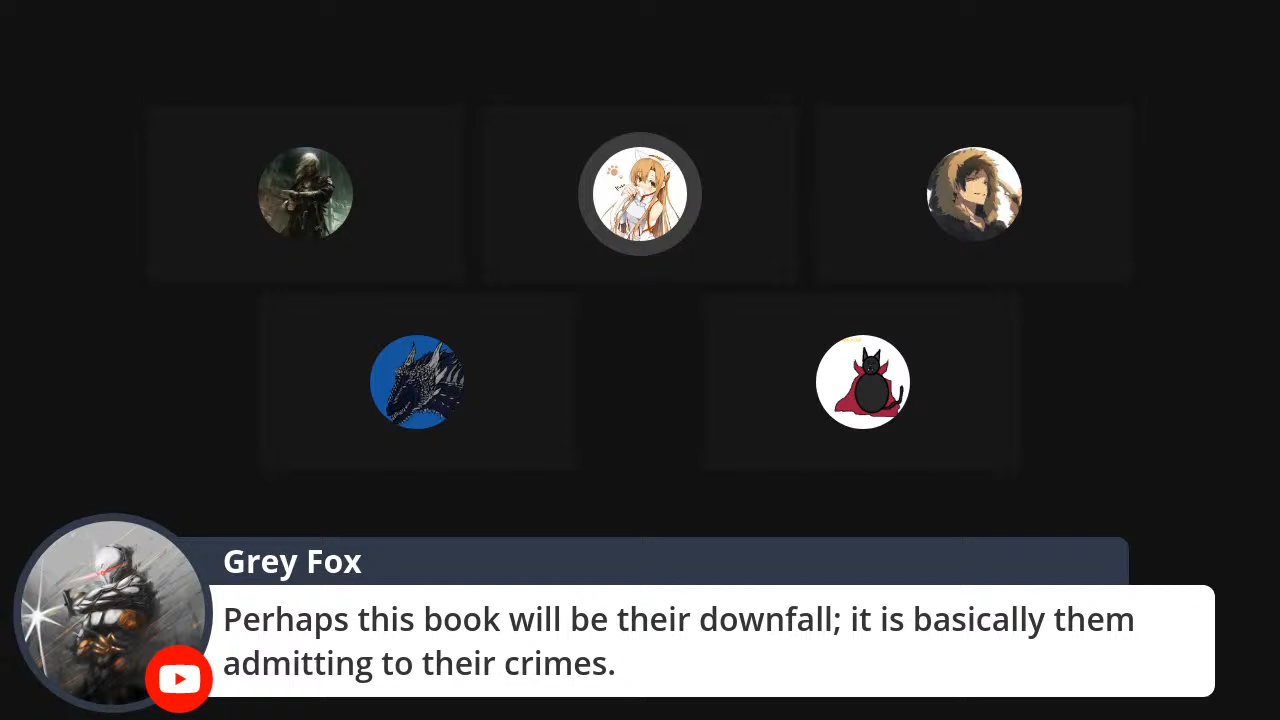 Grey Fox
Perhaps this book will be their downfall; it is basically them
admitting to their crimes.